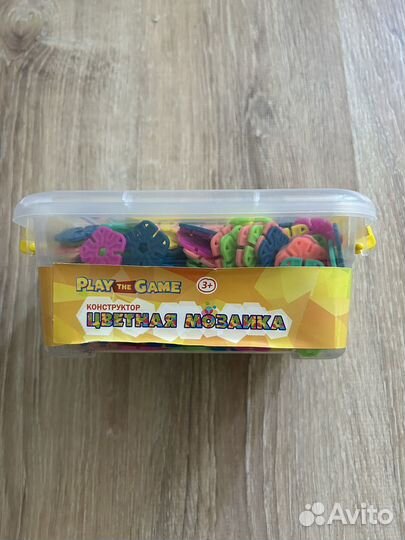 PLAY THE GAME
3+
КОНСТРУКТОР
ЦВЕТНАЯ МОЗАИКА
Avito